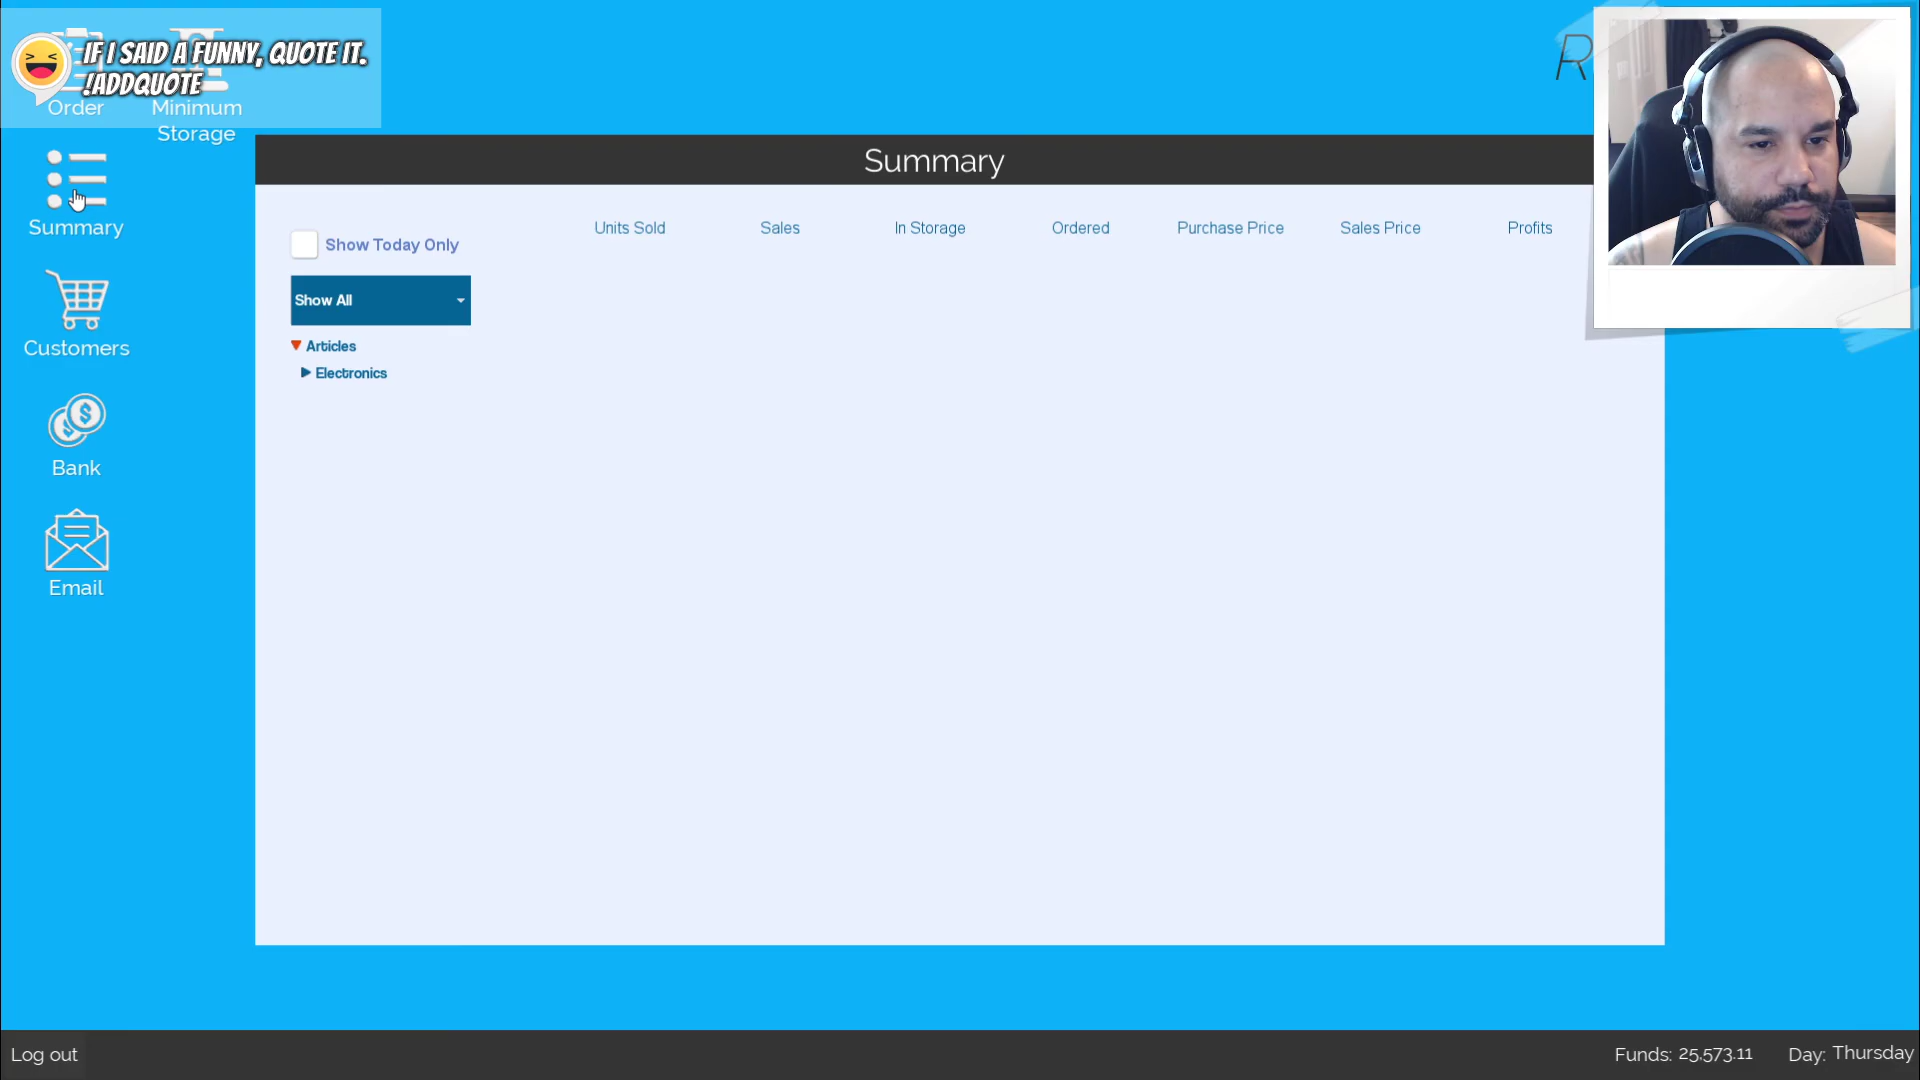 IF I SAID A FUNNY, QUOTE IT.
!ADDQUOTE
Order
Minimum
Storage
Summary
Customers
Bank
Email
Summary
Show Today Only
Units Sold
Sales
In Storage
Ordered
Purchase Price
Sales Price
Profits
Show All
Articles
Electronics
Log out
Funds: 25,573.11
Day: Thursday